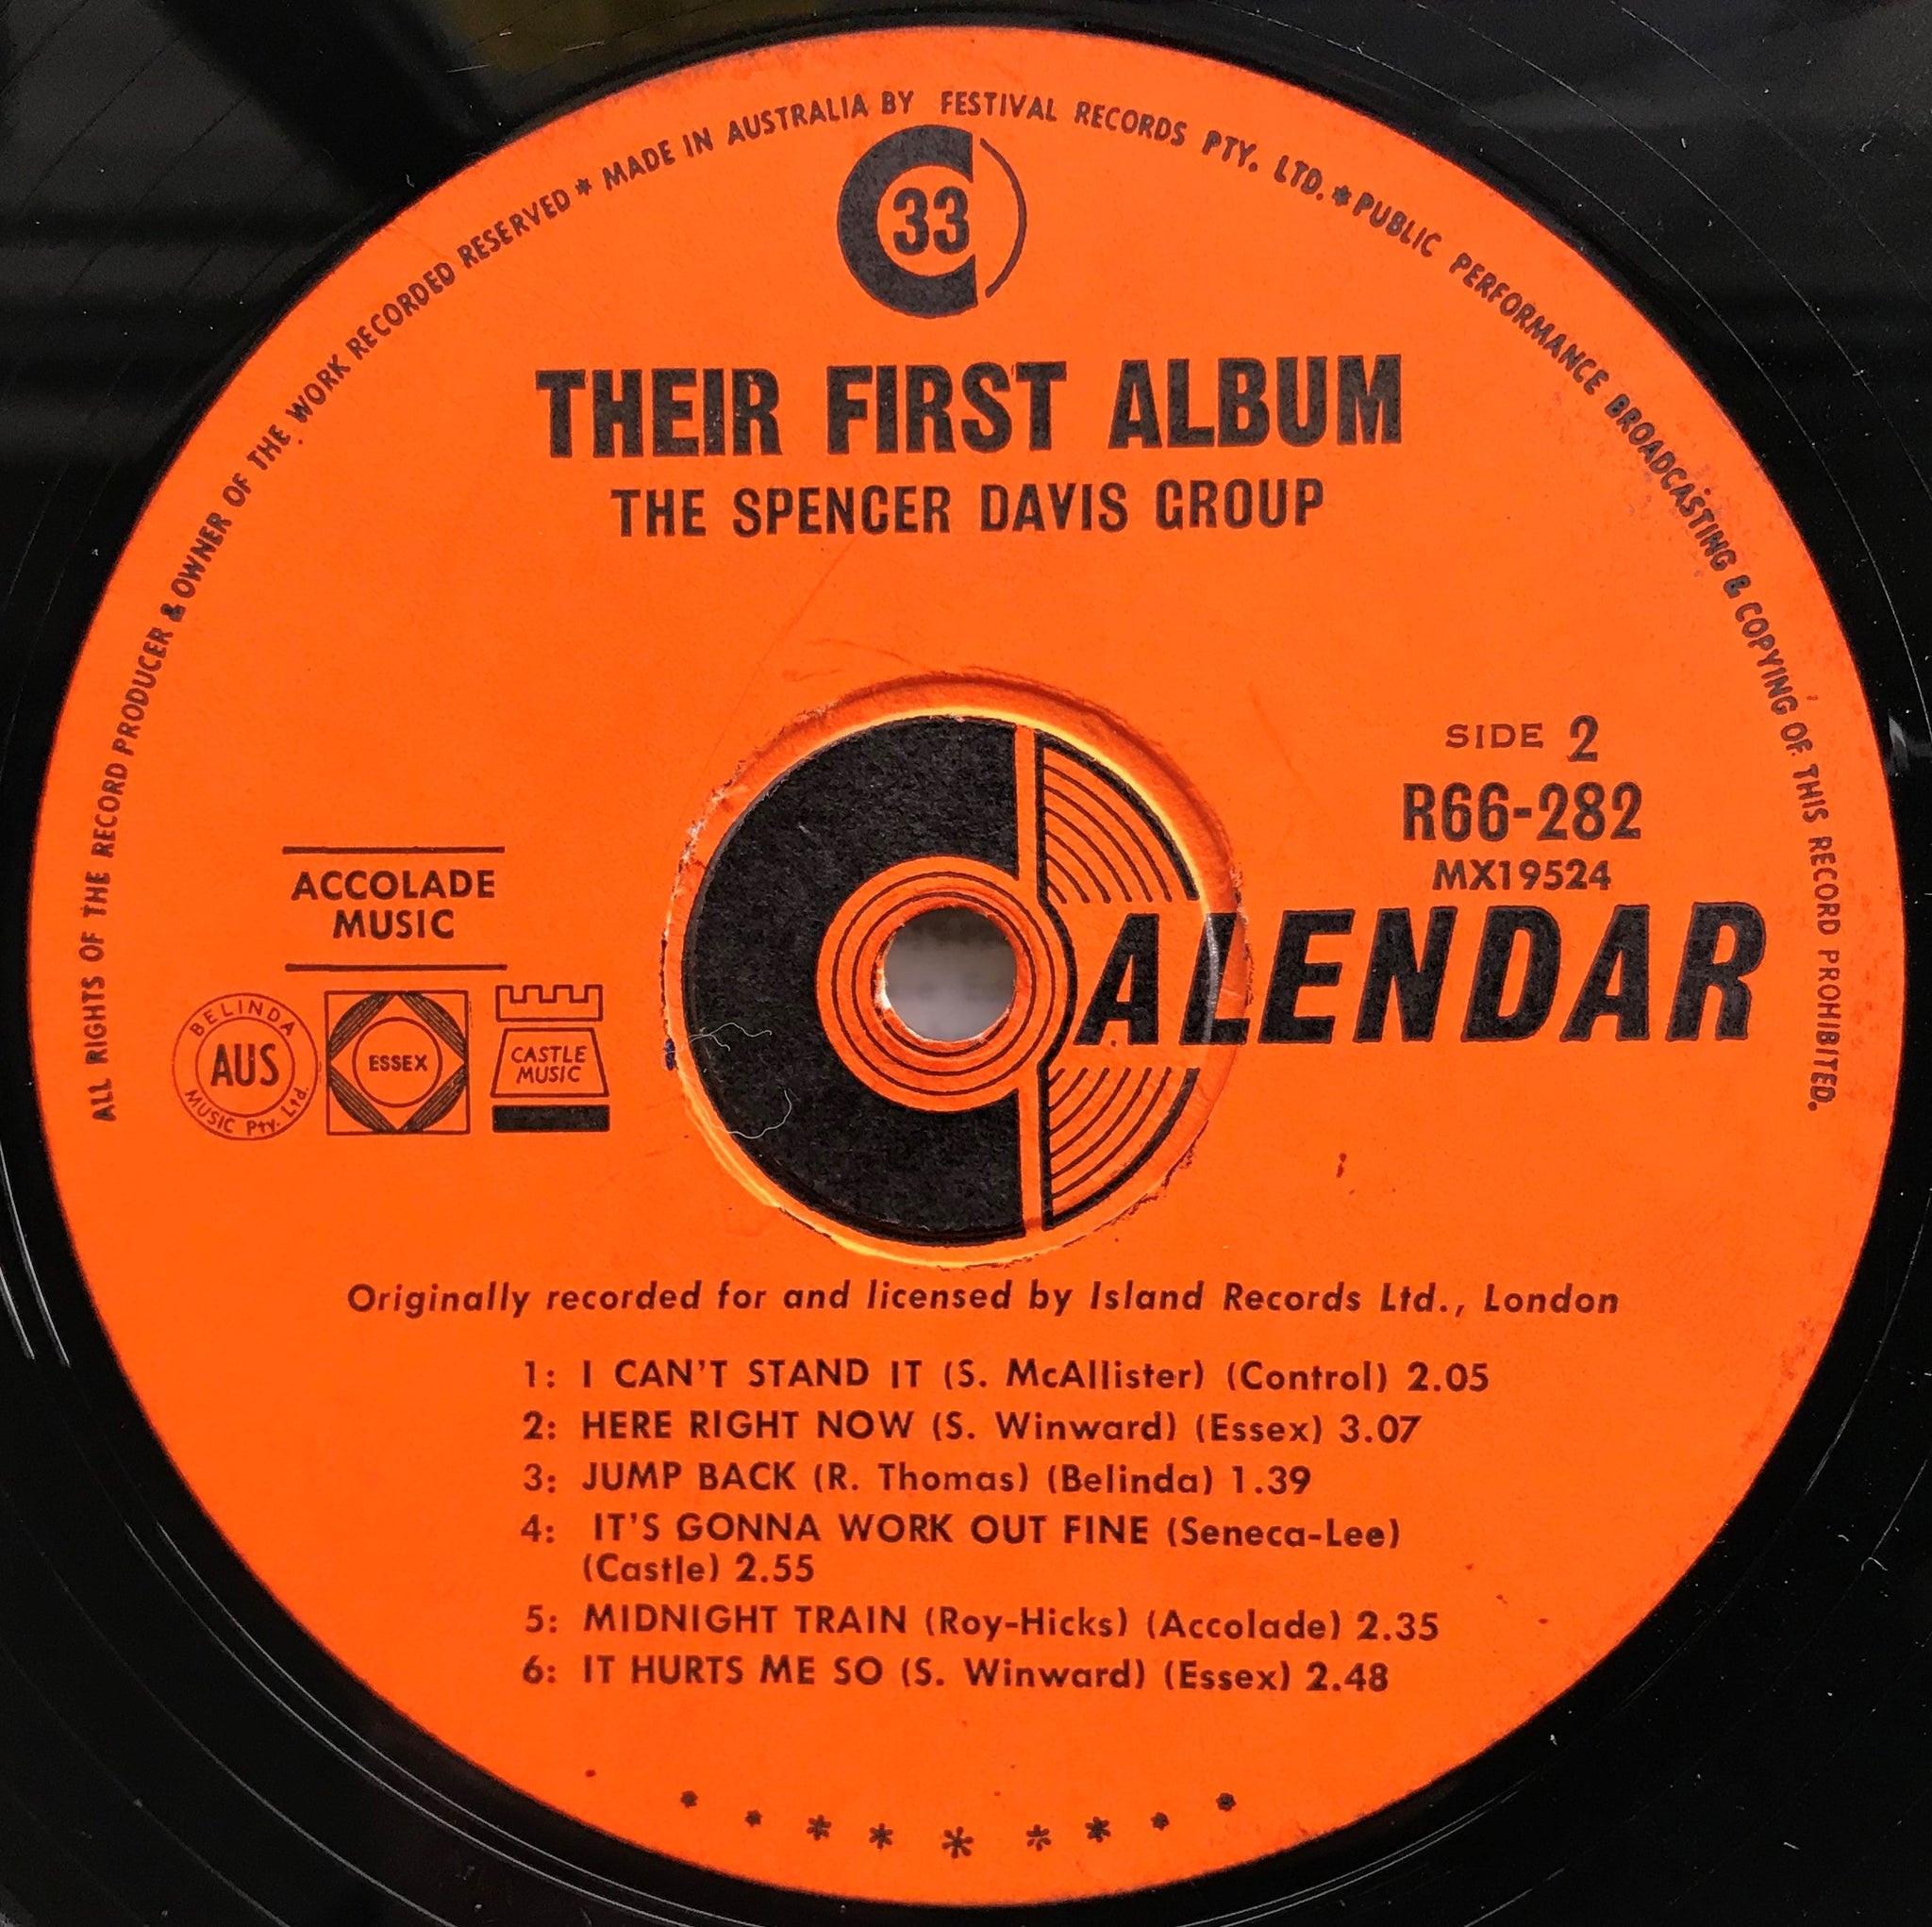 ALL RIGHTS OF THE RECORD PRODUCER & OWNER OF THE WORK RECORDED RESERVED * MADE IN AUSTRALIA BY FESTIVAL RECORDS PTY. LTD. * PUBLIC PERFORMANCE BROADCASTING & COPYING OF THIS RECORD PROHIBITED.
33
THEIR FIRST ALBUM
THE SPENCER DAVIS GROUP
SIDE 2
R66-282
MX19524
CALENDAR
ACCOLADE
MUSIC
BELINDA
AUS
MUSIC Pty. Ltd.
ESSEX
CASTLE
MUSIC
Originally recorded for and licensed by Island Records Ltd., London
1: I CAN'T STAND IT (S. McAllister) (Control) 2.05
2: HERE RIGHT NOW (S. Winward) (Essex) 3.07
3: JUMP BACK (R. Thomas) (Belinda) 1.39
4: IT'S GONNA WORK OUT FINE (Seneca-Lee)
(Castle) 2.55
5: MIDNIGHT TRAIN (Roy-Hicks) (Accolade) 2.35
6: IT HURTS ME SO (S. Winward) (Essex) 2.48
* * * * * * * * *